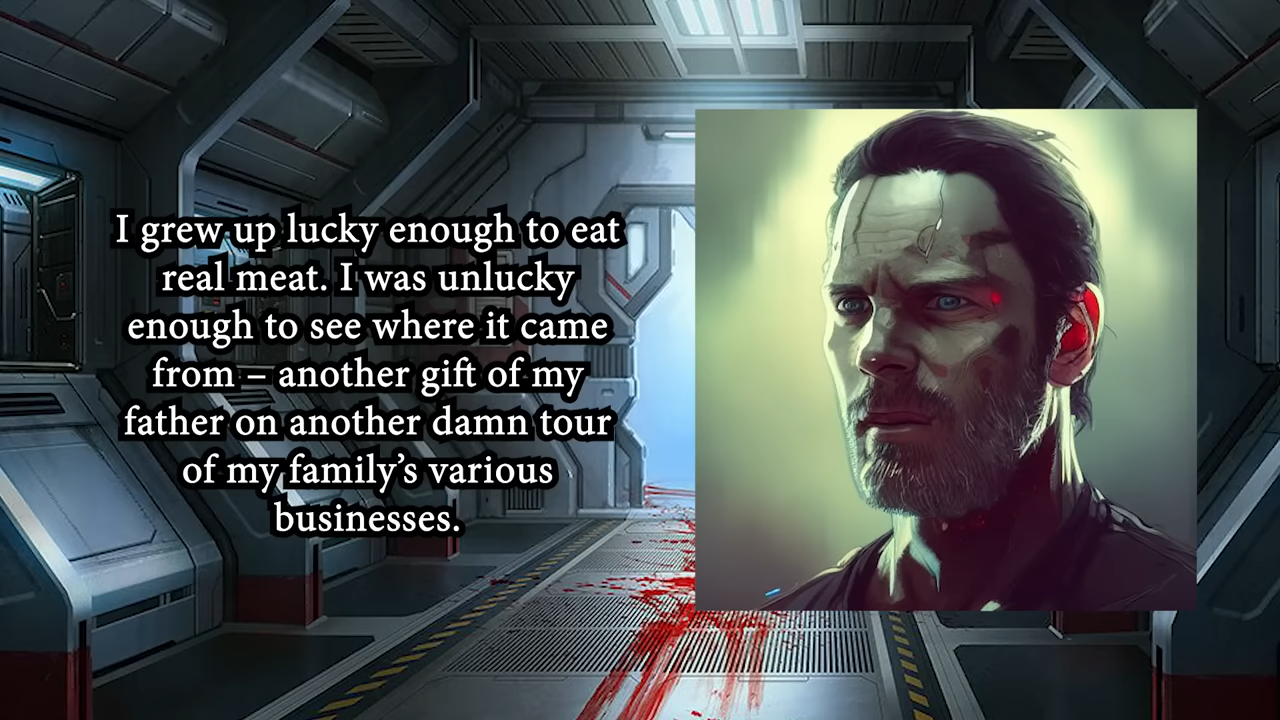 I grew up lucky enough to eat
real meat. I was unlucky
enough to see where it came
from – another gift of my
father on another damn tour
of my family’s various
businesses.